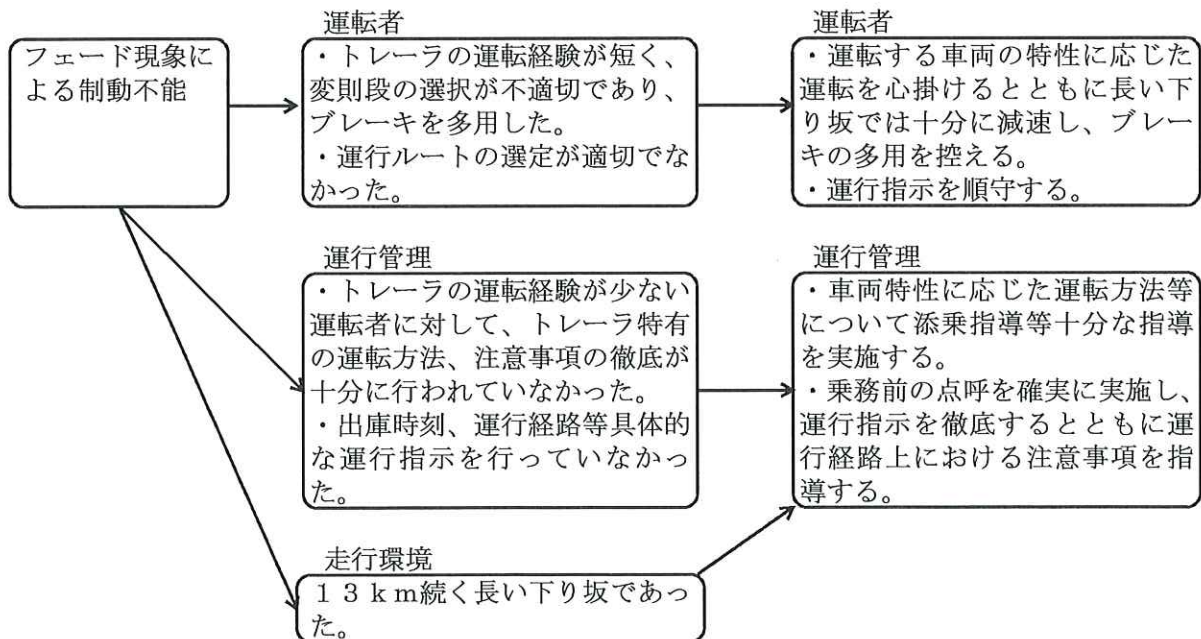 フェード現象に
よる制動不能
運転者
・トレーラの運転経験が短く、
変則段の選択が不適切であり、
ブレーキを多用した。
・運行ルートの選定が適切でな
かった。
運転者
・運転する車両の特性に応じた
運転を心掛けるとともに長い下
り坂では十分に減速し、ブレー
キの多用を控える。
・運行指示を順守する。
運行管理
・トレーラの運転経験が少ない
運転者に対して、トレーラ特有
の運転方法、注意事項の徹底が
十分に行われていなかった。
・出庫時刻、運行経路等具体的
な運行指示を行っていなかっ
た。
運行管理
・車両特性に応じた運転方法等
について添乗指導等十分な指導
を実施する。
・乗務前の点呼を確実に実施し、
運行指示を徹底するとともに運
行経路上における注意事項を指
導する。
走行環境
１３ｋｍ続く長い下り坂であっ
た。